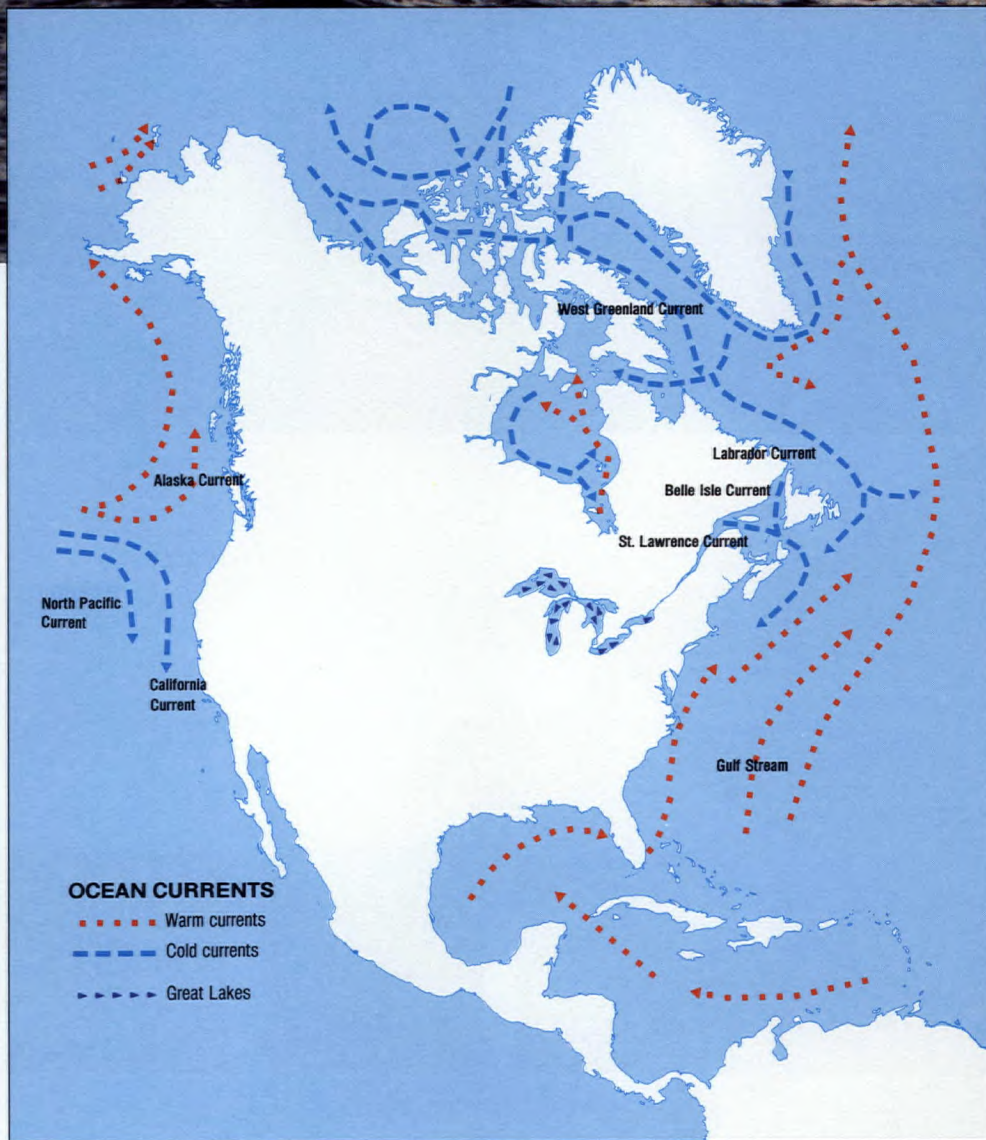 West Greenland Current
Labrador Current
Alaska Current
Belle Isle Current
St. Lawrence Current
North Pacific
Current
California
Current
Gulf Stream
OCEAN CURRENTS
Warm currents
Cold currents
Great Lakes